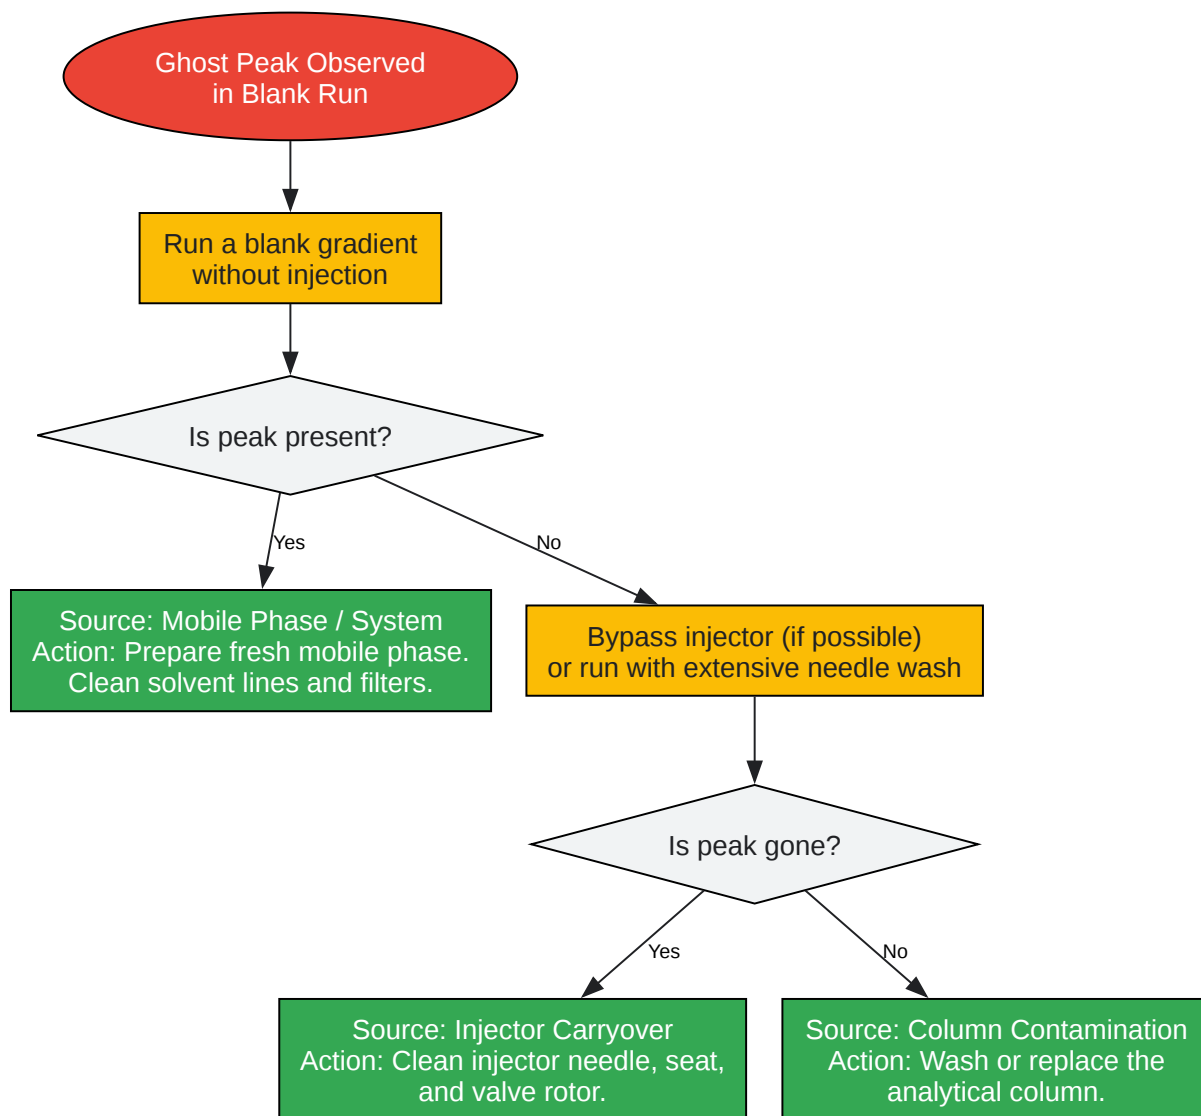 Ghost Peak Observed
in Blank Run
Run a blank gradient
without injection
Is peak present?
Yes
No
Source: Mobile Phase / System
Action: Prepare fresh mobile phase.
Clean solvent lines and filters.
Bypass injector (if possible)
or run with extensive needle wash
Is peak gone?
Yes
No
Source: Injector Carryover
Action: Clean injector needle, seat,
and valve rotor.
Source: Column Contamination
Action: Wash or replace the
analytical column.